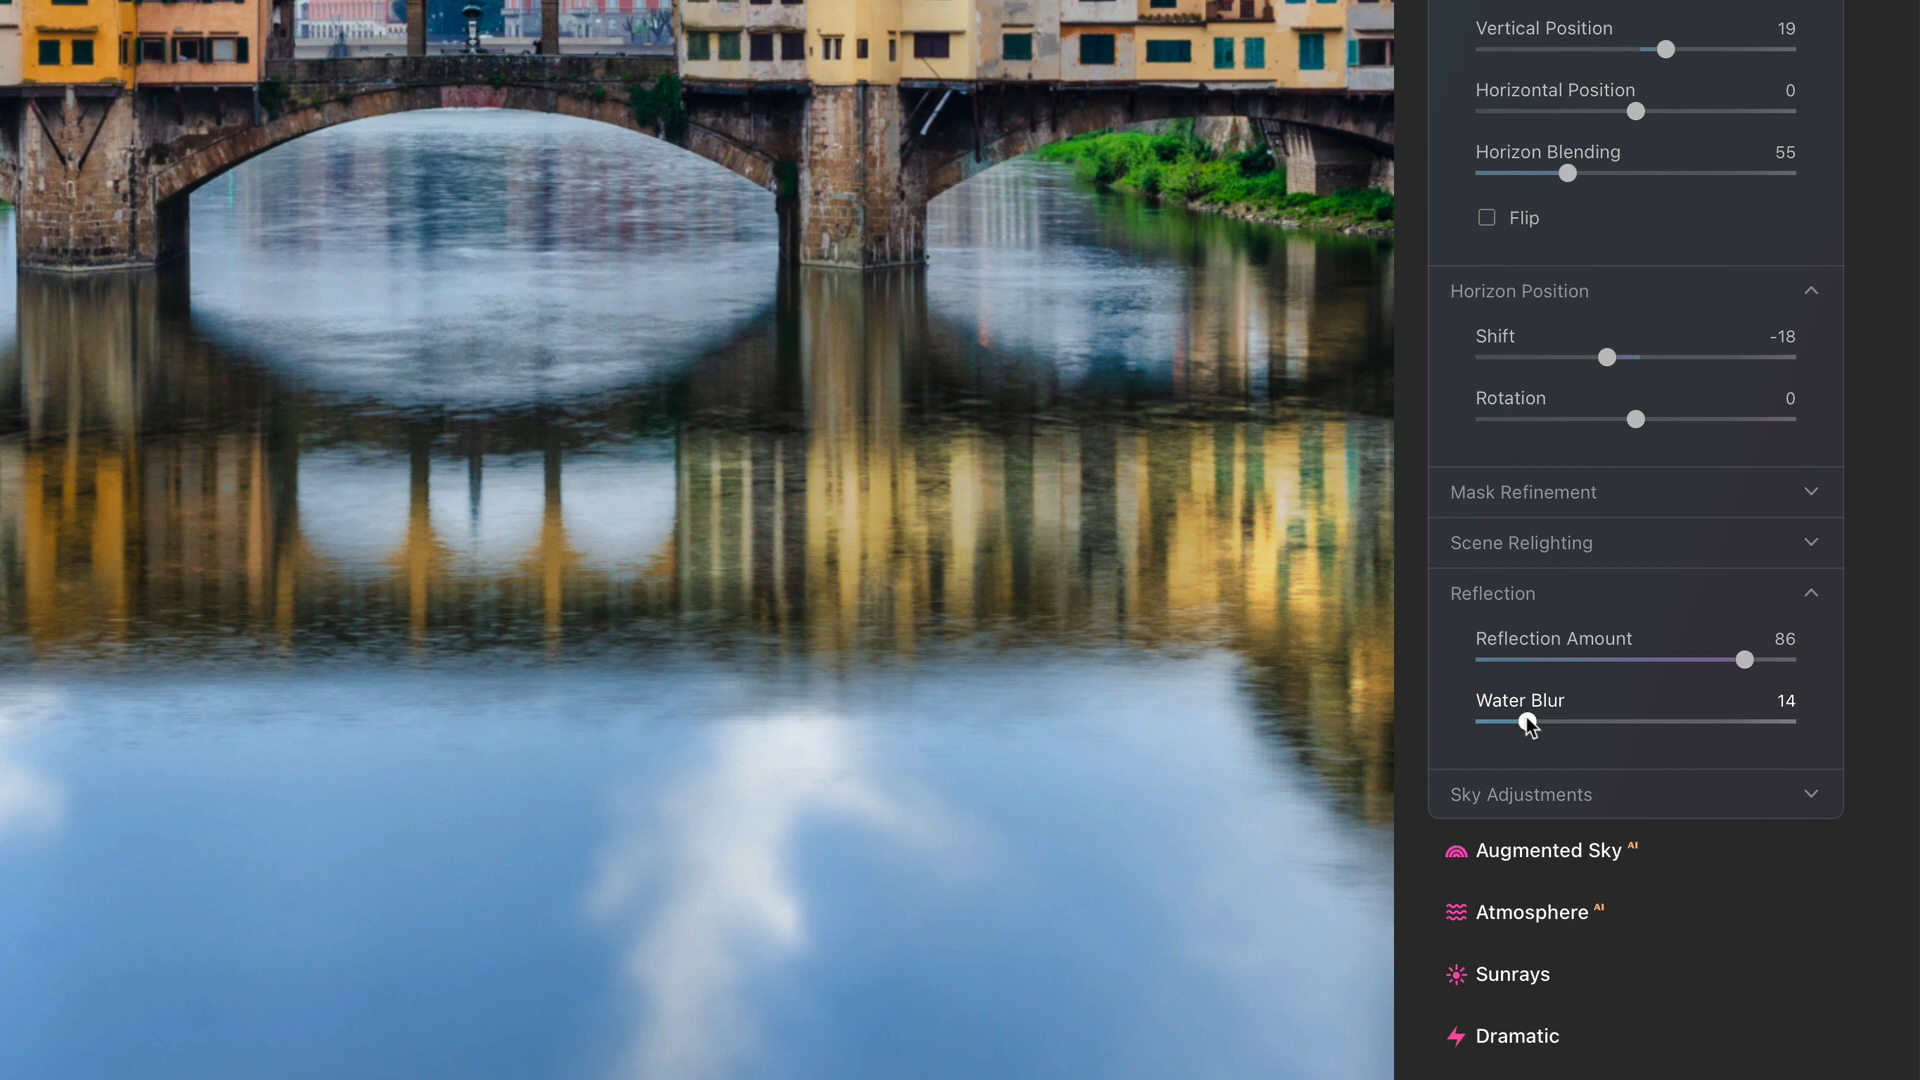 Vertical Position 19
Horizontal Position 0
Horizon Blending 55
Flip
Horizon Position
Shift -18
Rotation 0
Mask Refinement
Scene Relighting
Reflection
Reflection Amount 86
Water Blur 14
Sky Adjustments
Augmented Sky AI
Atmosphere AI
Sunrays
Dramatic